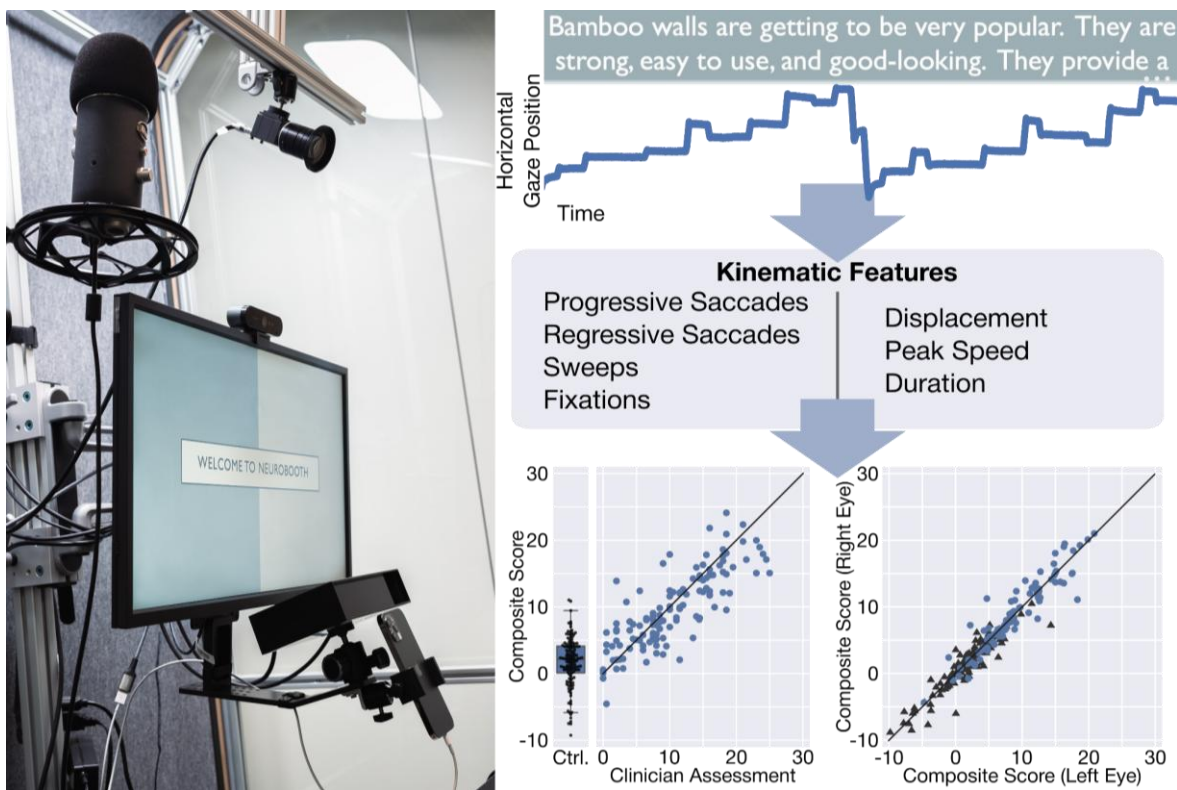 WELCOME TO NEUROBOOTH
Bamboo walls are getting to be very popular. They are
strong, easy to use, and good-looking. They provide a
...
Horizontal
Gaze Position
Time
Kinematic Features
Progressive Saccades
Regressive Saccades
Sweeps
Fixations
Displacement
Peak Speed
Duration
Composite Score
30
20
10
0
-10
Ctrl.
0
10
20
30
Clinician Assessment
Composite Score (Right Eye)
30
20
10
0
-10
-10
0
10
20
30
Composite Score (Left Eye)